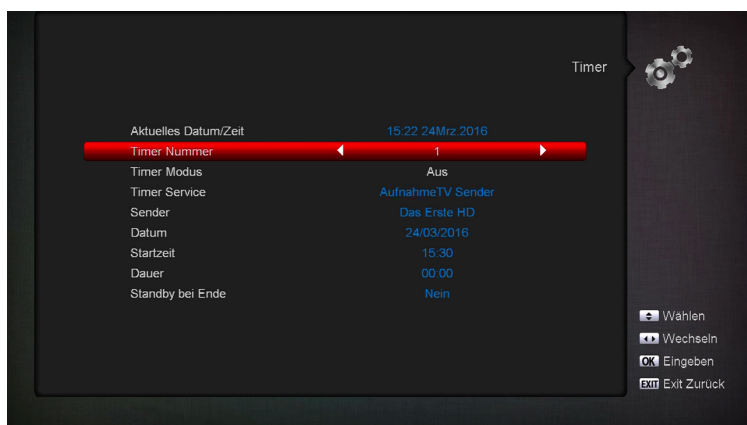 Timer
Aktuelles Datum/Zeit 15:22 24Mrz.2016
Timer Nummer 1
Timer Modus Aus
Timer Service AufnahmeTV Sender
Sender Das Erste HD
Datum 24/03/2016
Startzeit 15:30
Dauer 00:00
Standby bei Ende Nein
Wählen
Wechseln
OK Eingeben
EXIT Exit Zurück